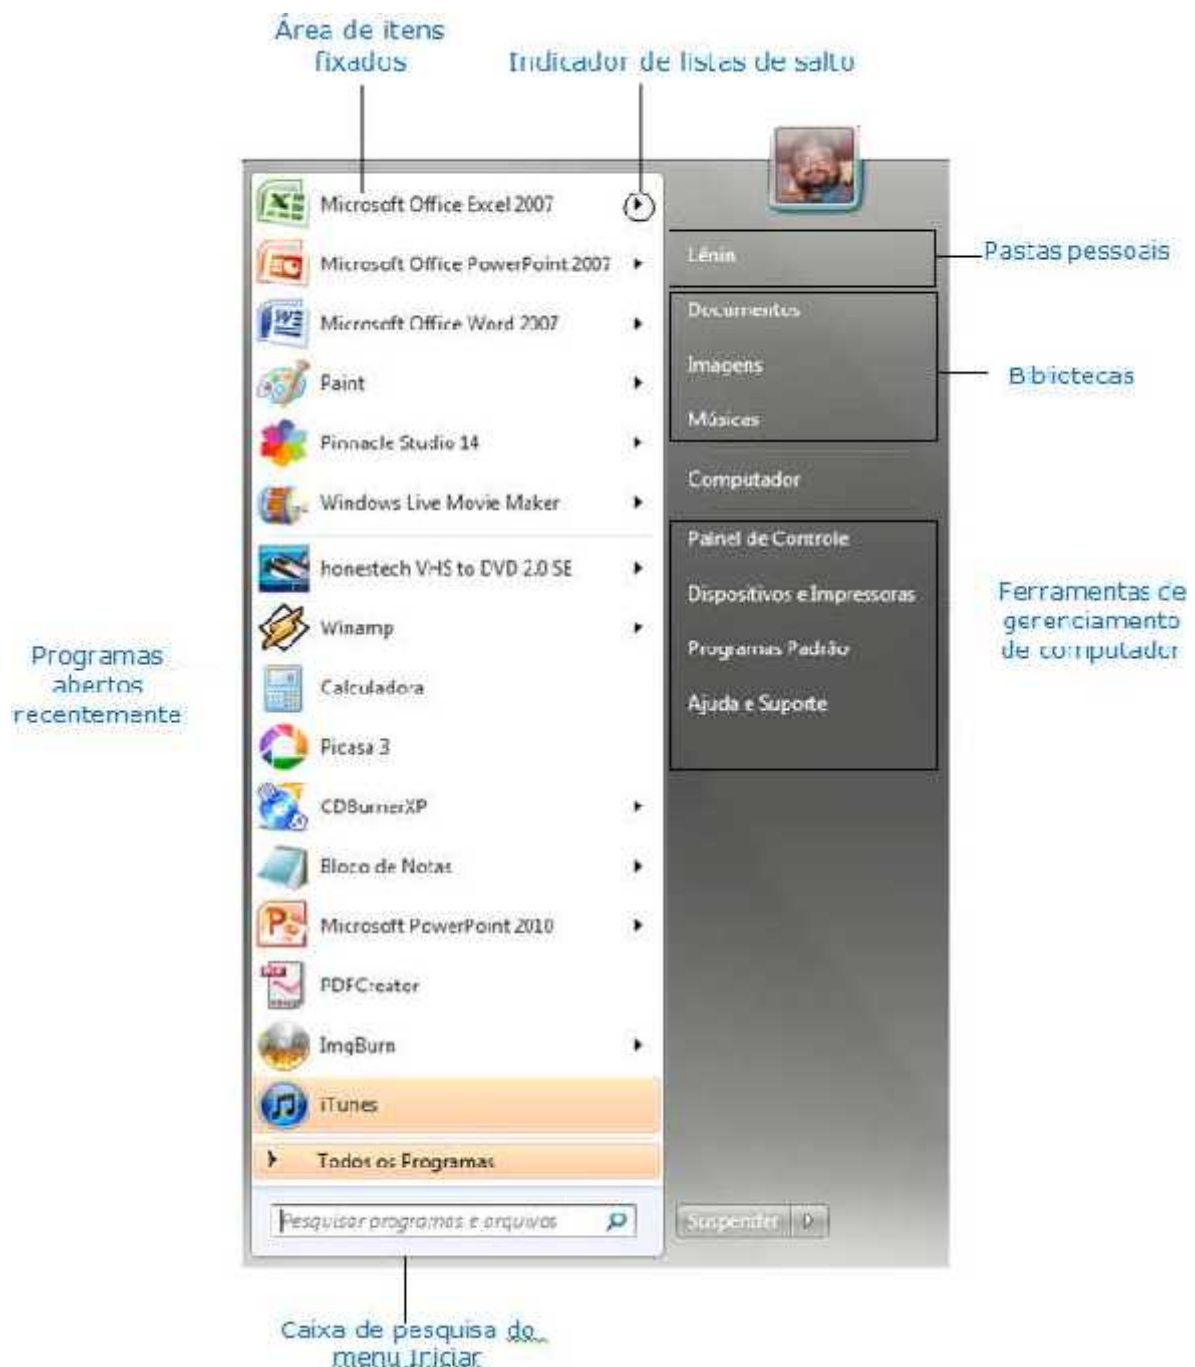 Área de itens
fixados
Indicador de listas de salto
Microsoft Office Excel 2007
Microsoft Office PowerPoint 2007
Microsoft Office Word 2007
Paint
Pinnacle Studio 14
Windows Live Movie Maker
honestech VHS to DVD 2.0 SE
Winamp
Calculadora
Picasa 3
CDBurnerXP
Bloco de Notas
Microsoft PowerPoint 2010
PDFCreator
ImgBurn
iTunes
Todos os Programas
Pesquisar programas e arquivos
Lênin
Documentos
Imagens
Músicas
Computador
Painel de Controle
Dispositivos e Impressoras
Programas Padrão
Ajuda e Suporte
Suspender
Pastas pessoais
Bibliotecas
Ferramentas de
gerenciamento
de computador
Programas
abertos
recentemente
Caixa de pesquisa do
menu Iniciar